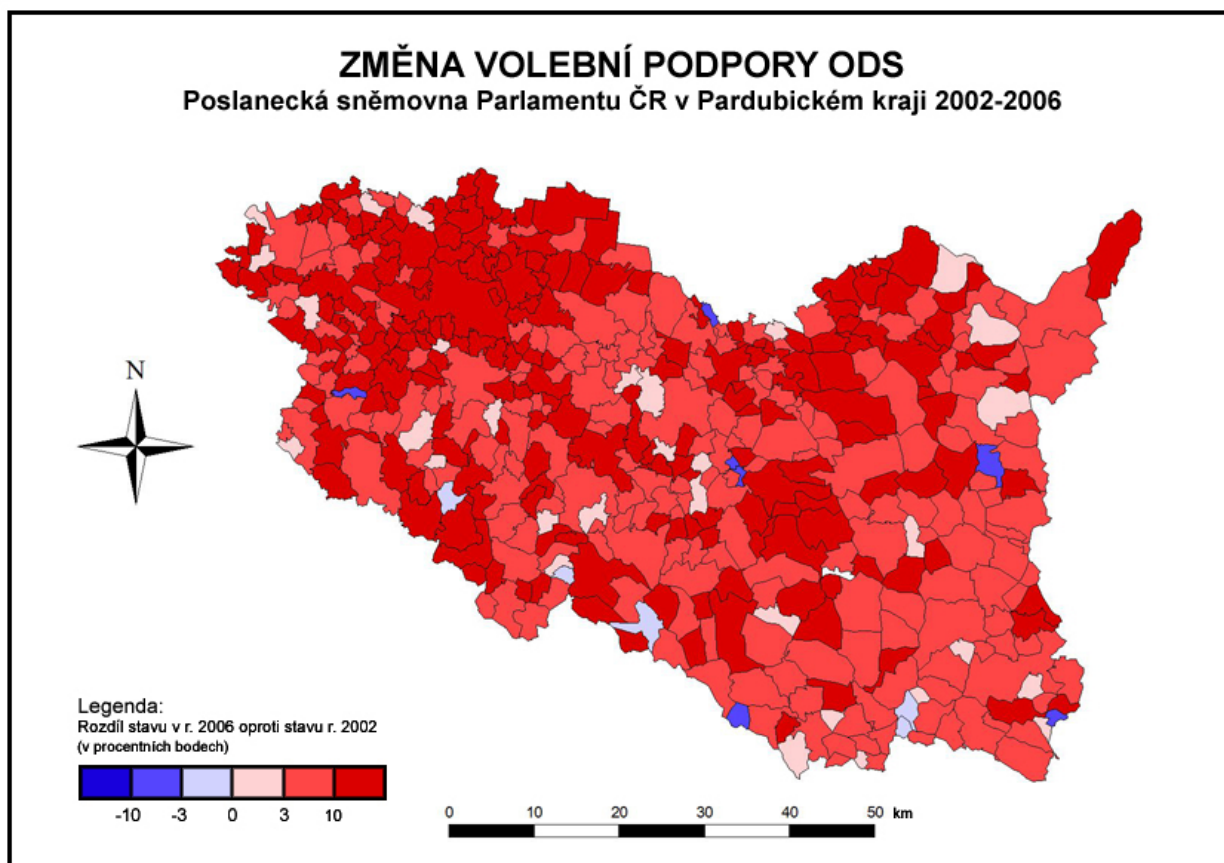 ZMĚNA VOLEBNÍ PODPORY ODS
Poslanecká sněmovna Parlamentu ČR v Pardubickém kraji 2002-2006
N
Legenda:
Rozdíl stavu v r. 2006 oproti stavu r. 2002
(v procentních bodech)
-10 -3 0 3 10
0 10 20 30 40 50 km